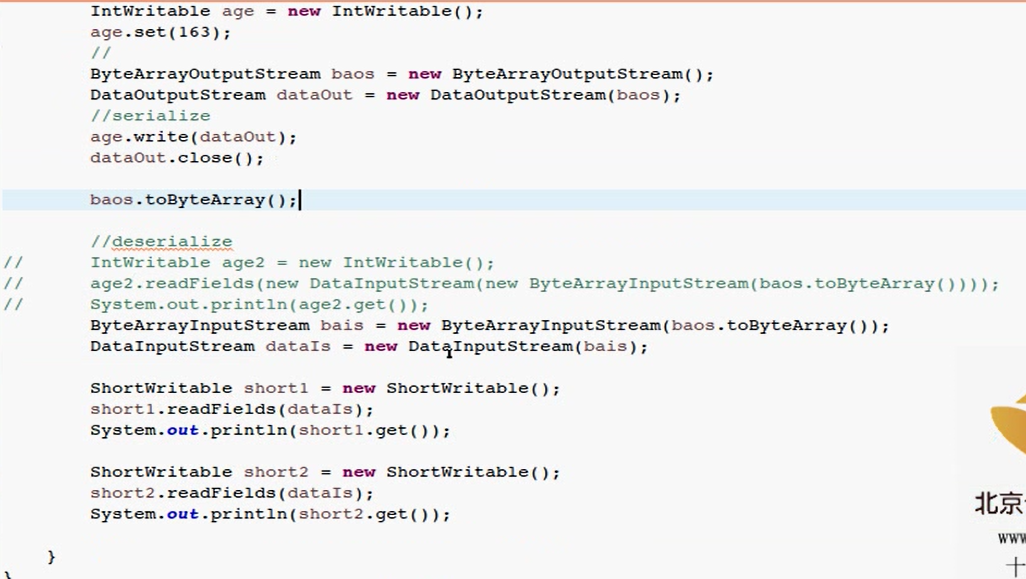 IntWritable age = new IntWritable();
age.set(163);
//
ByteArrayOutputStream baos = new ByteArrayOutputStream();
DataOutputStream dataOut = new DataOutputStream(baos);
//serialize
age.write(dataOut);
dataOut.close();
baos.toByteArray();
//deserialize
// IntWritable age2 = new IntWritable();
// age2.readFields(new DataInputStream(new ByteArrayInputStream(baos.toByteArray())));
// System.out.println(age2.get());
ByteArrayInputStream bais = new ByteArrayInputStream(baos.toByteArray());
DataInputStream dataIs = new DataInputStream(bais);
ShortWritable short1 = new ShortWritable();
short1.readFields(dataIs);
System.out.println(short1.get());
ShortWritable short2 = new ShortWritable();
short2.readFields(dataIs);
System.out.println(short2.get());
}
}
北京
www
十